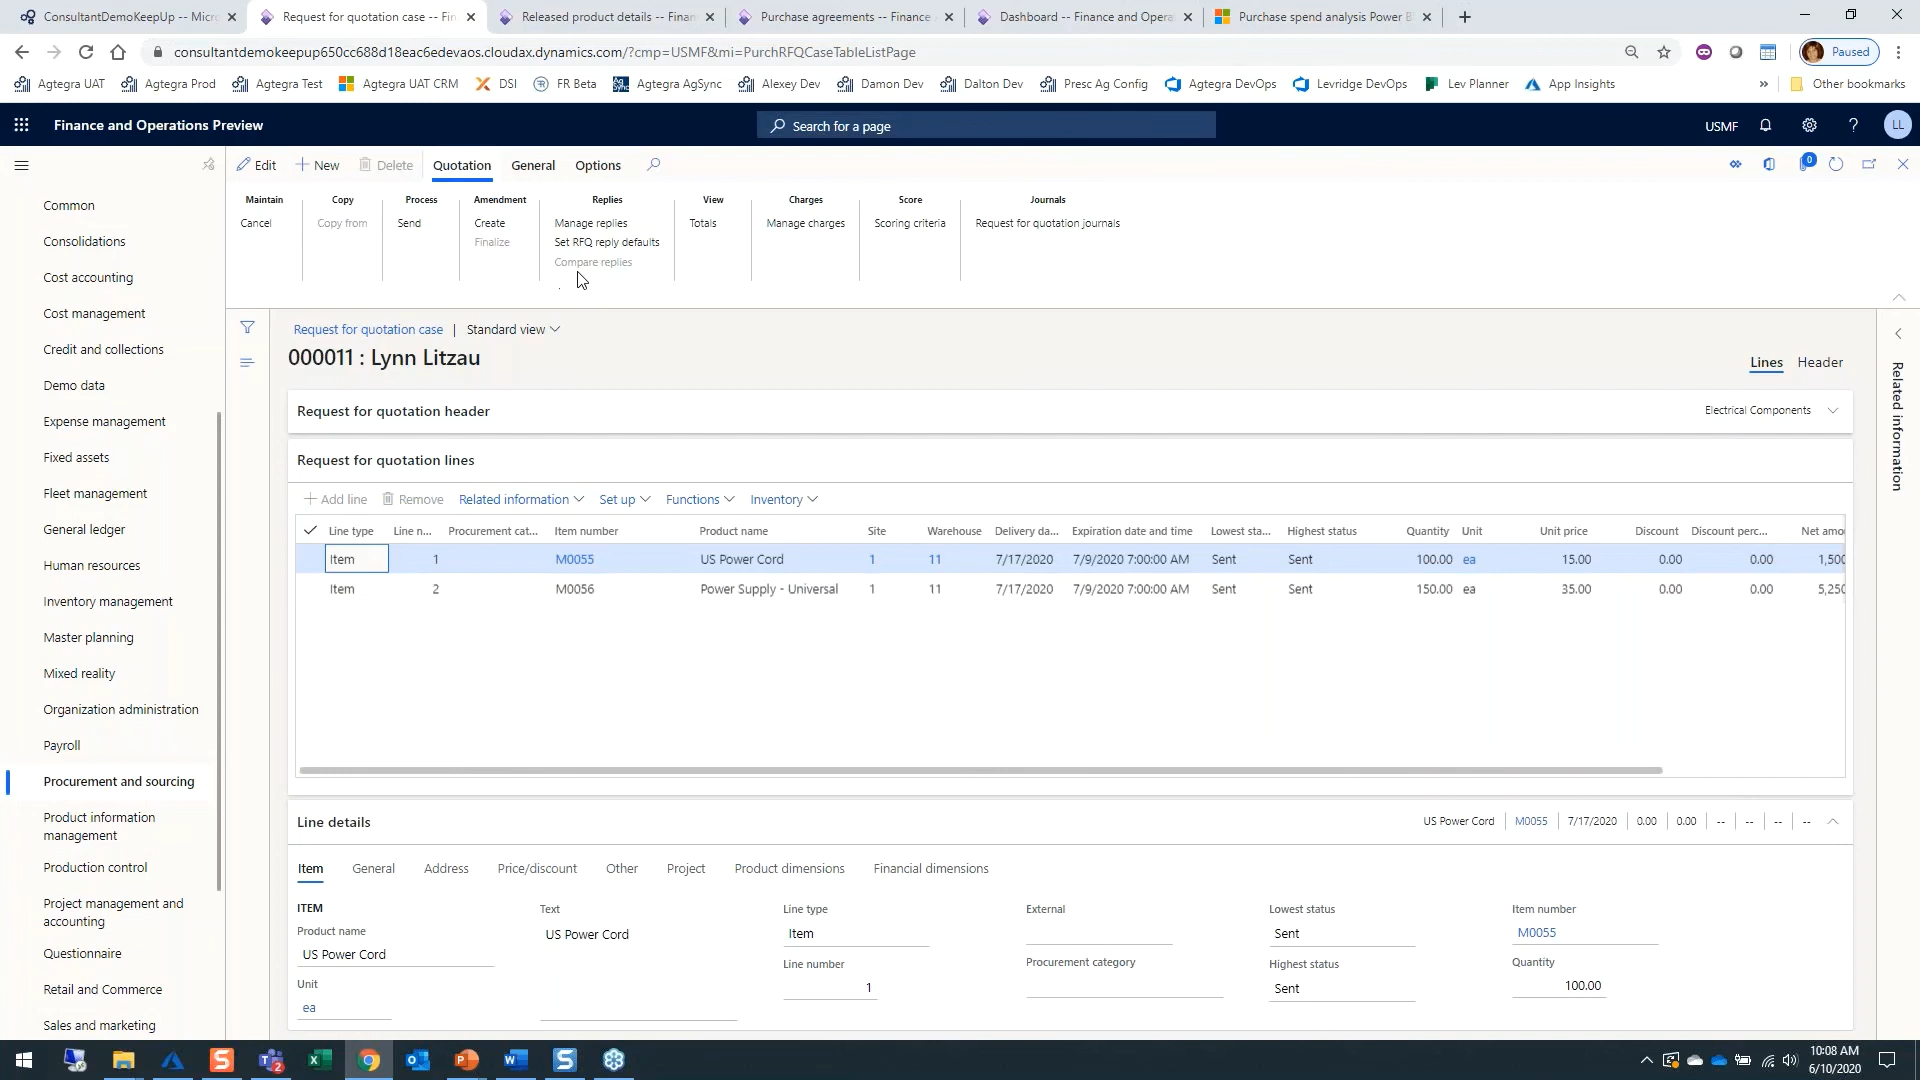 ConsultantDemoKeepUp -- Micro
Request for quotation case -- Fin
Released product details -- Finan
Purchase agreements -- Finance
Dashboard -- Finance and Opera
Purchase spend analysis Power B
consultantdemokeepup650cc688d18eac6edevaos.cloudax.dynamics.com/?cmp=USMF&mi=PurchRFQCaseTableListPage
Paused
Agtegra UAT
Agtegra Prod
Agtegra Test
Agtegra UAT CRM
DSI
FR Beta
Agtegra AgSync
Alexey Dev
Damon Dev
Dalton Dev
Presc Ag Config
Agtegra DevOps
Levridge DevOps
Lev Planner
App Insights
»
Other bookmarks
Finance and Operations Preview
Search for a page
USMF
?
LL
Edit
New
Delete
Quotation
General
Options
0
Maintain
Cancel
Copy
Copy from
Process
Send
Amendment
Create
Finalize
Replies
Manage replies
Set RFQ reply defaults
Compare replies
View
Totals
Charges
Manage charges
Score
Scoring criteria
Journals
Request for quotation journals
Common
Consolidations
Cost accounting
Cost management
Credit and collections
Demo data
Expense management
Fixed assets
Fleet management
General ledger
Human resources
Inventory management
Master planning
Mixed reality
Organization administration
Payroll
Procurement and sourcing
Product information
management
Production control
Project management and
accounting
Questionnaire
Retail and Commerce
Sales and marketing
Request for quotation case | Standard view
000011 : Lynn Litzau
Lines
Header
Related information
Request for quotation header
Electrical Components
Request for quotation lines
Add line
Remove
Related information
Set up
Functions
Inventory
Line type Line n... Procurement cat... Item number Product name Site Warehouse Delivery da... Expiration date and time Lowest sta... Highest status Quantity Unit Unit price Discount Discount perc... Net amo
Item 1 M0055 US Power Cord 1 11 7/17/2020 7/9/2020 7:00:00 AM Sent Sent 100.00 ea 15.00 0.00 0.00 1,500
Item 2 M0056 Power Supply - Universal 1 11 7/17/2020 7/9/2020 7:00:00 AM Sent Sent 150.00 ea 35.00 0.00 0.00 5,250
Line details
US Power Cord | M0055 | 7/17/2020 | 0.00 | 0.00 | -- | -- | -- | --
Item
General
Address
Price/discount
Other
Project
Product dimensions
Financial dimensions
ITEM
Product name
US Power Cord
Unit
ea
Text
US Power Cord
Line type
Item
Line number
1
External
Procurement category
Lowest status
Sent
Highest status
Sent
Item number
M0055
Quantity
100.00
10:08 AM
6/10/2020